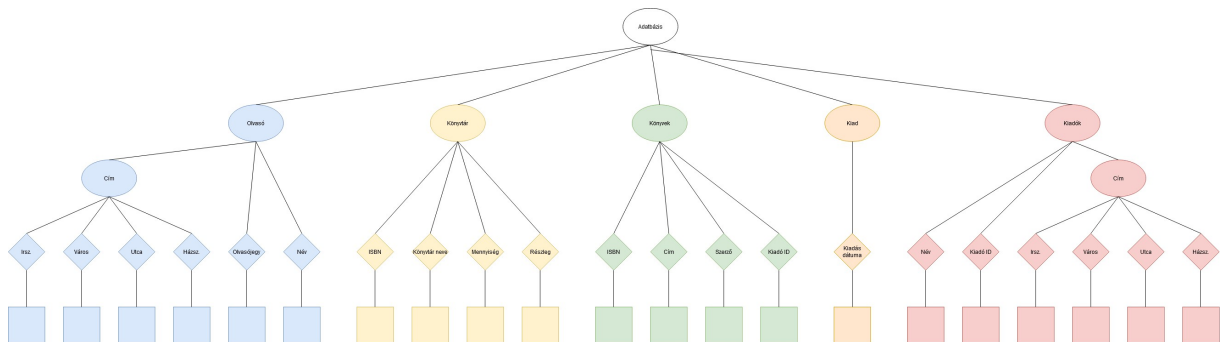 Adatbázis
Olvasó
Könyvtár
Könyvek
Kiad
Kiadók
Cím
Cím
Irsz.
Város
Utca
Házsz.
Olvasójegy
Név
ISBN
Könyvtár neve
Mennyiség
Részleg
ISBN
Cím
Szerző
Kiadó ID
Kiadás
dátuma
Név
Kiadó ID
Irsz.
Város
Utca
Házsz.